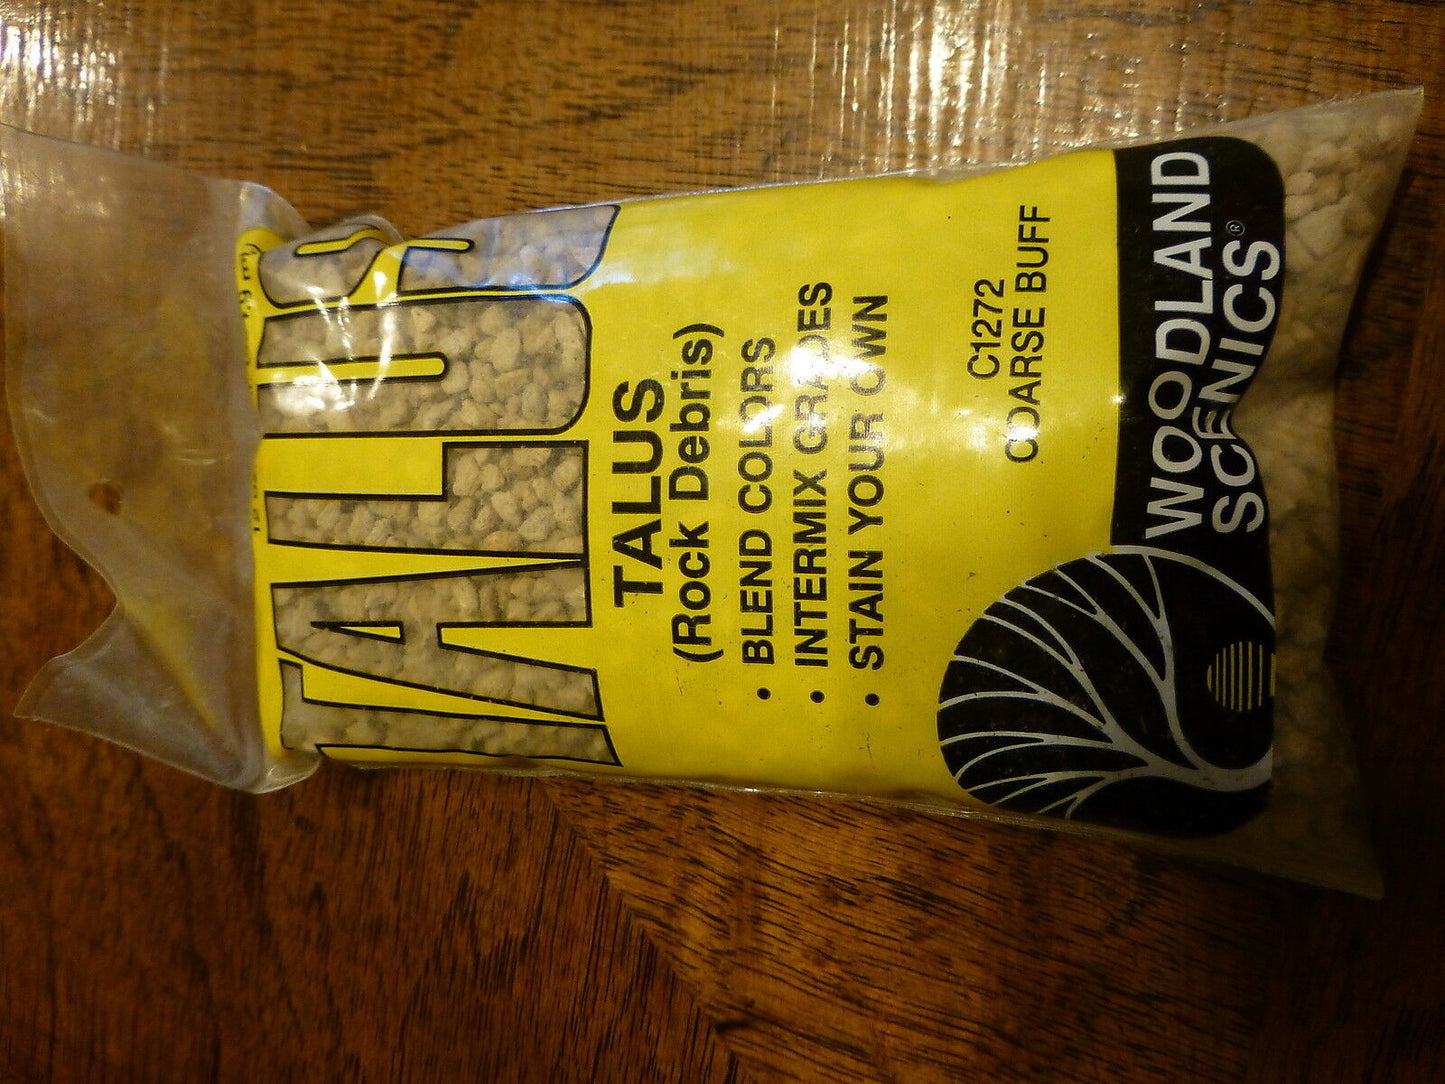 TALUS
TALUS
(Rock Debris)
• BLEND COLORS
• INTERMIX GRADES
• STAIN YOUR OWN
C1272
COARSE BUFF
WOODLAND
SCENICS®